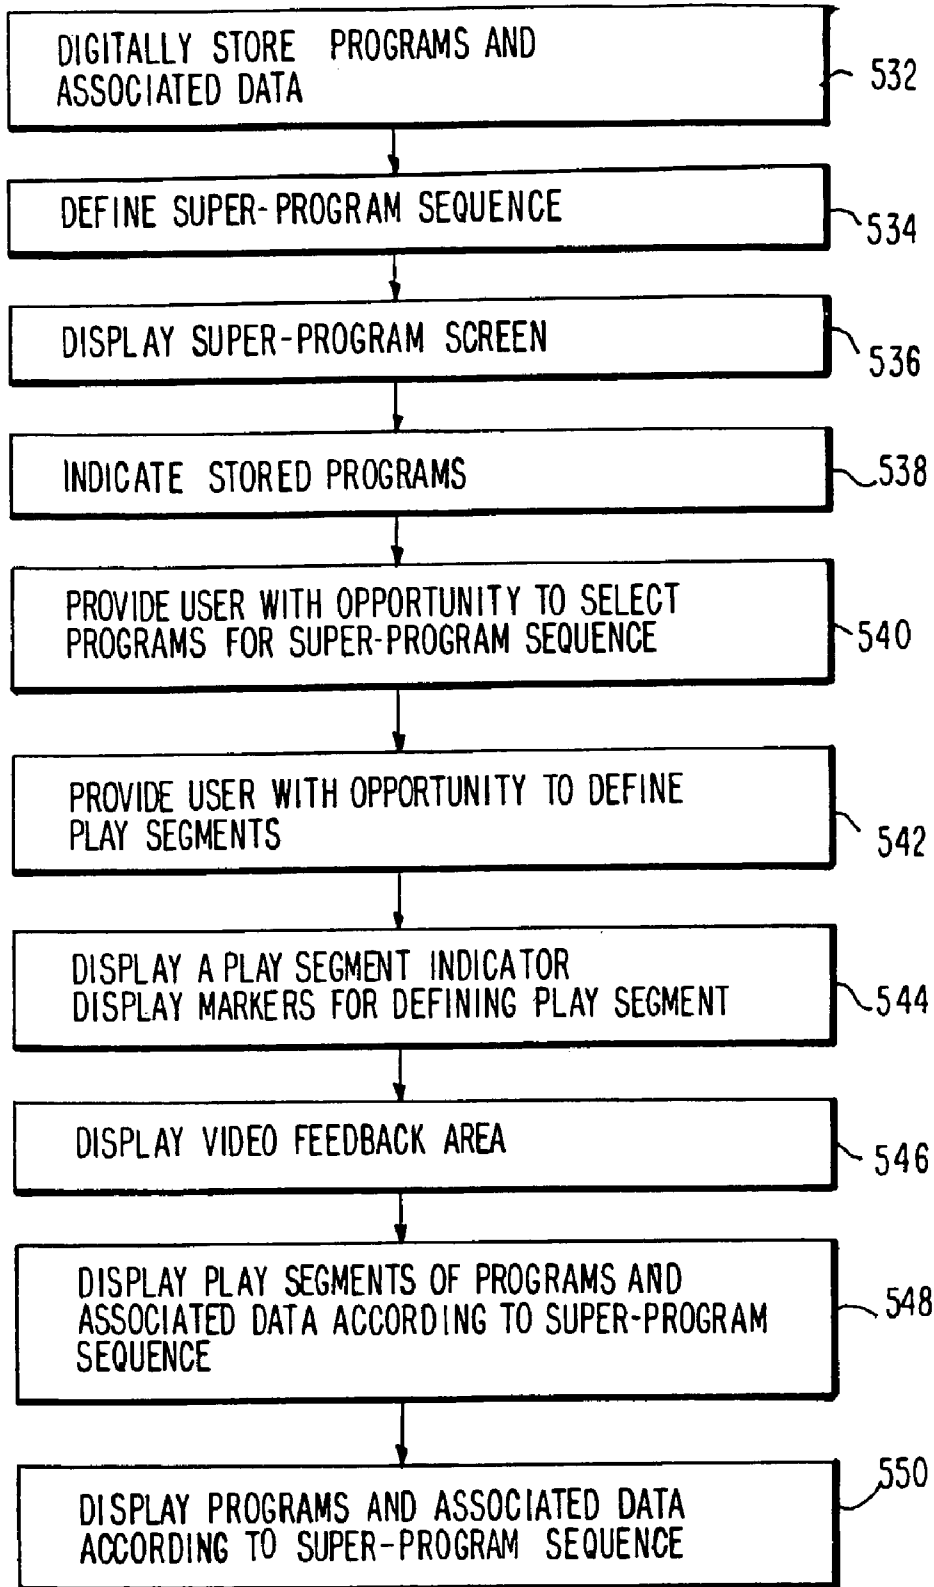 DIGITALLY STORE PROGRAMS AND
ASSOCIATED DATA
532
DEFINE SUPER-PROGRAM SEQUENCE
534
DISPLAY SUPER-PROGRAM SCREEN
536
INDICATE STORED PROGRAMS
538
PROVIDE USER WITH OPPORTUNITY TO SELECT
PROGRAMS FOR SUPER-PROGRAM SEQUENCE
540
PROVIDE USER WITH OPPORTUNITY TO DEFINE
PLAY SEGMENTS
542
DISPLAY A PLAY SEGMENT INDICATOR
DISPLAY MARKERS FOR DEFINING PLAY SEGMENT
544
DISPLAY VIDEO FEEDBACK AREA
546
DISPLAY PLAY SEGMENTS OF PROGRAMS AND
ASSOCIATED DATA ACCORDING TO SUPER-PROGRAM
SEQUENCE
548
DISPLAY PROGRAMS AND ASSOCIATED DATA
ACCORDING TO SUPER-PROGRAM SEQUENCE
550